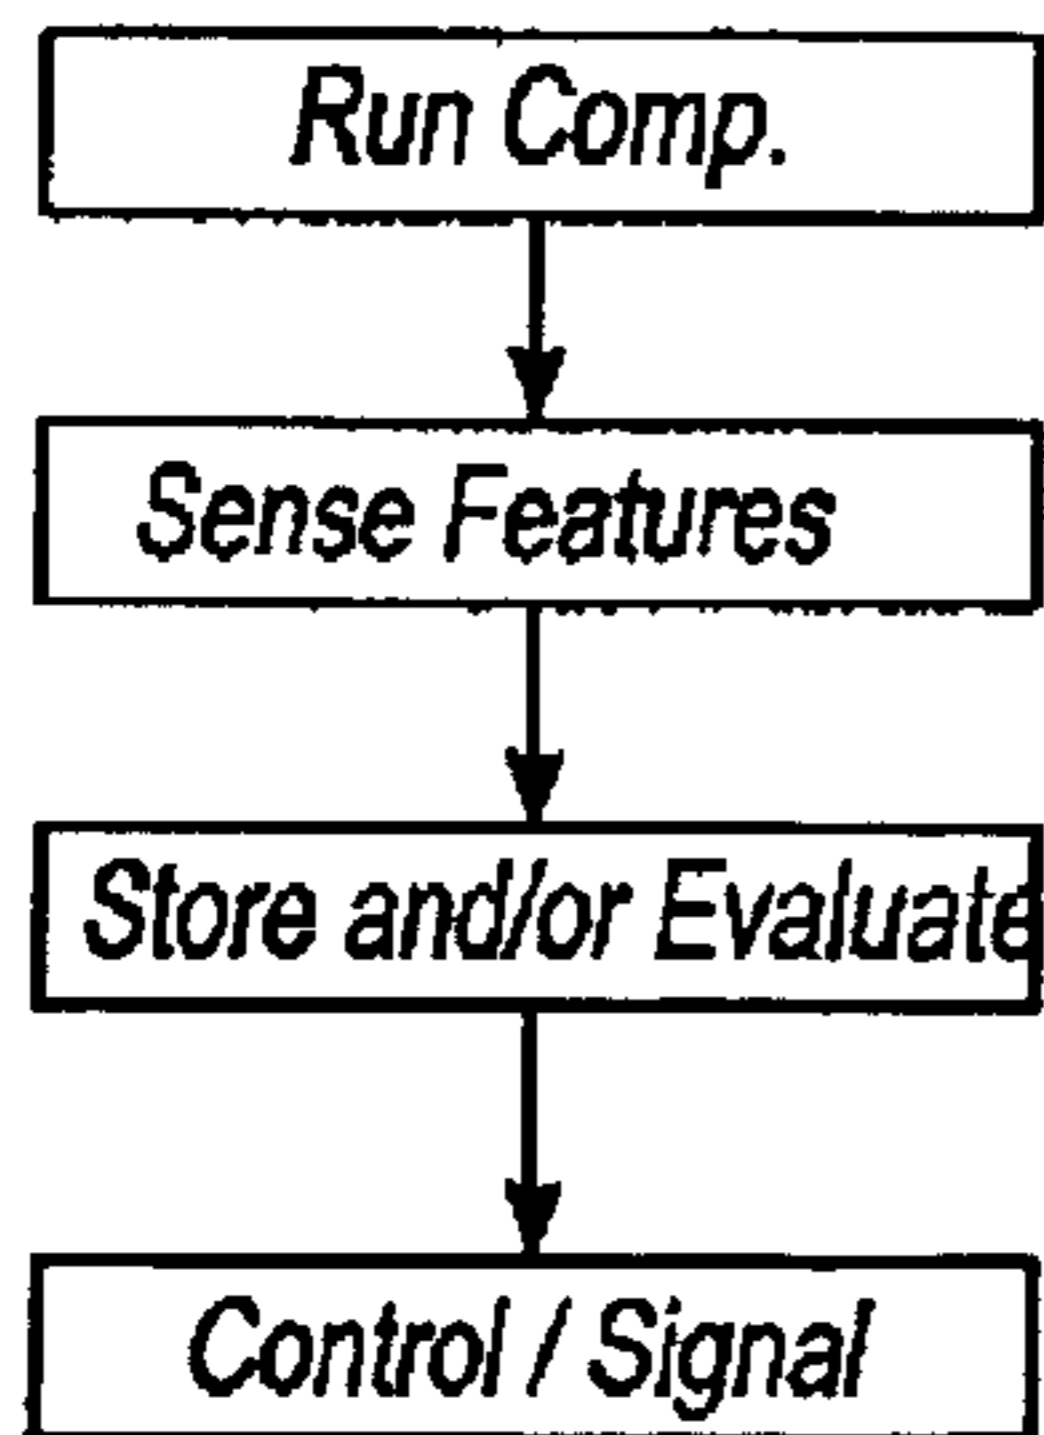 Run Comp.
Sense Features
Store and/or Evaluate
Control / Signal